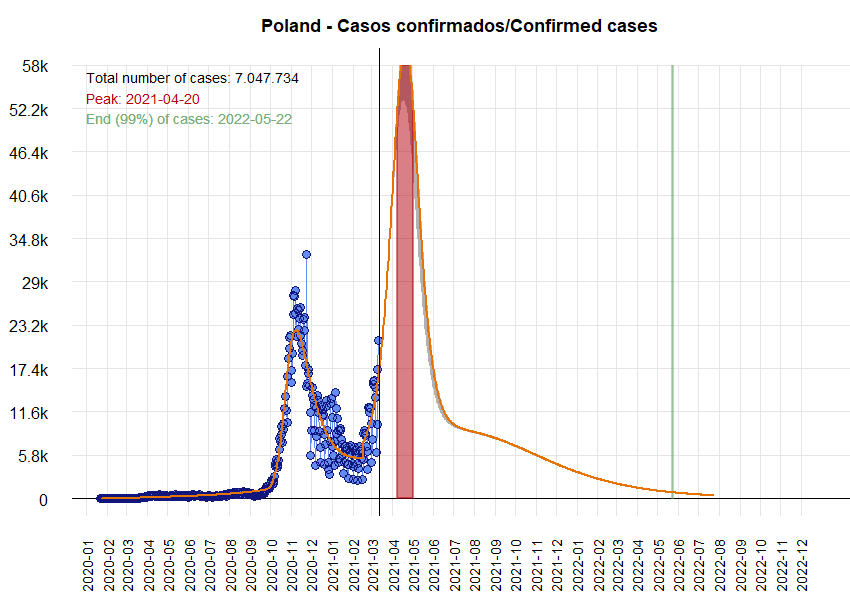 Poland - Casos confirmados/Confirmed cases
58k
52.2k
46.4k
40.6k
34.8k
29k
23.2k
17.4k
11.6k
5.8k
0
Total number of cases: 7.047.734
Peak: 2021-04-20
End (99%) of cases: 2022-05-22
2020-01
2020-02
2020-03
2020-04
2020-05
2020-06
2020-07
2020-08
2020-09
2020-10
2020-11
2020-12
2021-01
2021-02
2021-03
2021-04
2021-05
2021-06
2021-07
2021-08
2021-09
2021-10
2021-11
2021-12
2022-01
2022-02
2022-03
2022-04
2022-05
2022-06
2022-07
2022-08
2022-09
2022-10
2022-11
2022-12